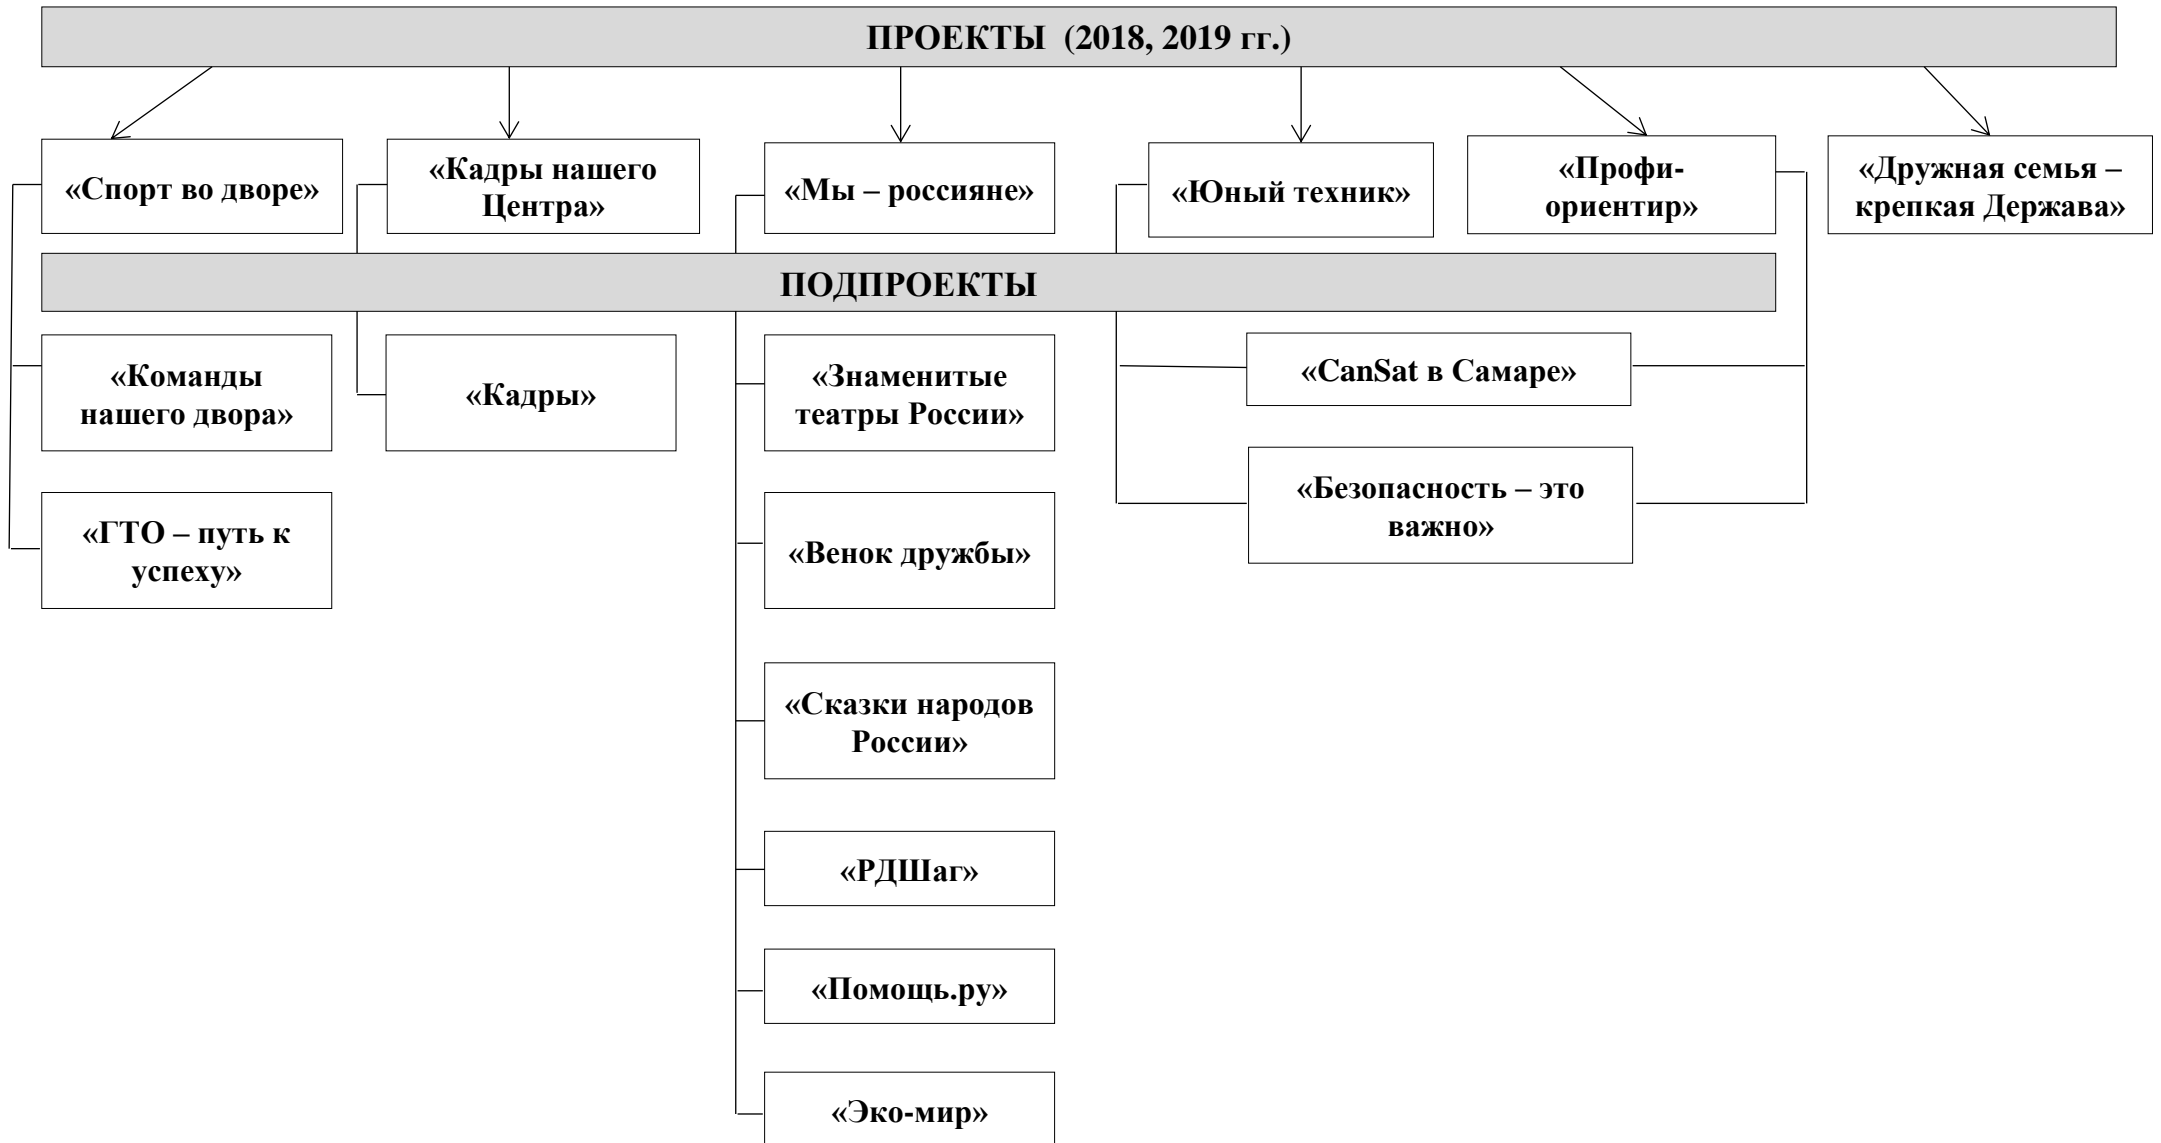 ПРОЕКТЫ (2018, 2019 гг.)
«Спорт во дворе»
«Кадры нашего
Центра»
«Мы – россияне»
«Юный техник»
«Профи-
ориентир»
«Дружная семья –
крепкая Держава»
ПОДПРОЕКТЫ
«Команды
нашего двора»
«Кадры»
«Знаменитые
театры России»
«CanSat в Самаре»
«ГТО – путь к
успеху»
«Венок дружбы»
«Безопасность – это
важно»
«Сказки народов
России»
«РДШаг»
«Помощь.ру»
«Эко-мир»